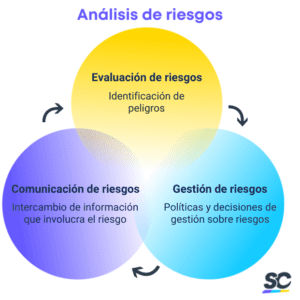 Análisis de riesgos
Evaluación de riesgos
Identificación de
peligros
Comunicación de riesgos
Intercambio de información
que involucra el riesgo
Gestión de riesgos
Políticas y decisiones de
gestión sobre riesgos
SC